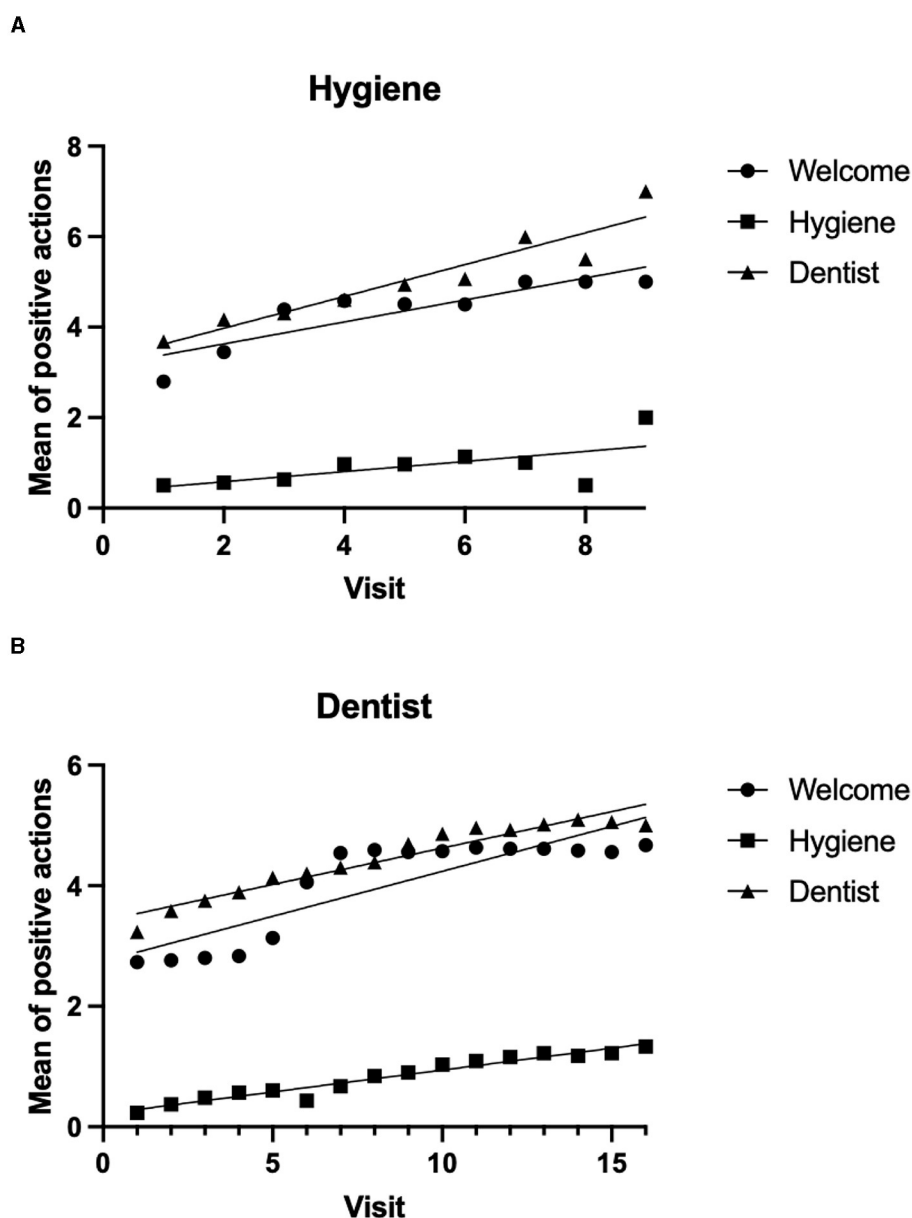 A
Hygiene
8
6
4
2
0
Mean of positive actions
0 2 4 6 8
Visit
Welcome
Hygiene
Dentist
B
Dentist
6
4
2
0
Mean of positive actions
0 5 10 15
Visit
Welcome
Hygiene
Dentist